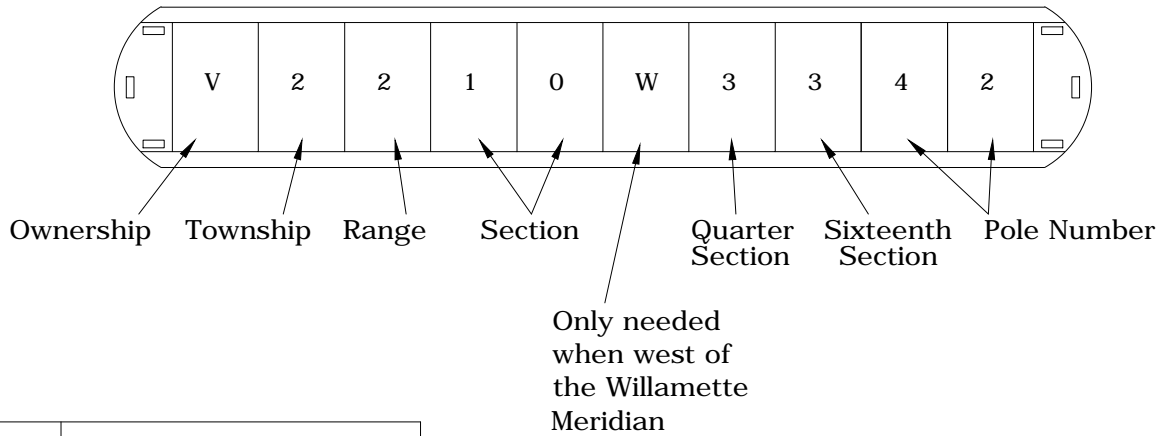 V 2 2 1 0 W 3 3 4 2
Ownership Township Range Section Quarter Section Sixteenth Section Pole Number
Only needed
when west of
the Willamette
Meridian